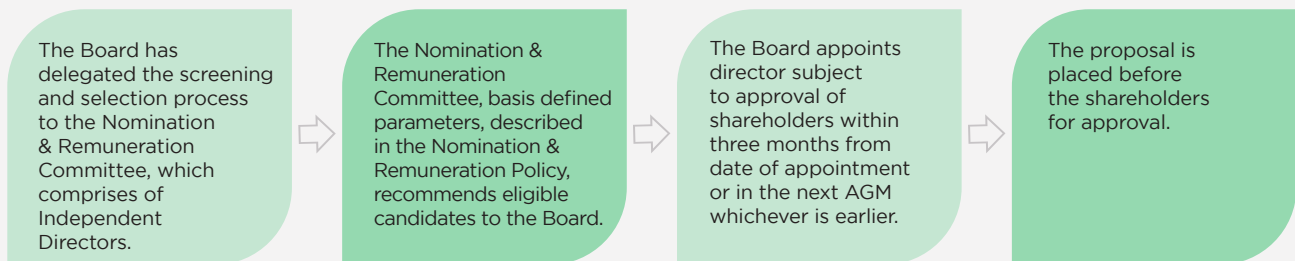 The Board has
delegated the screening
and selection process
to the Nomination
& Remuneration
Committee, which
comprises of
Independent
Directors.
The Nomination &
Remuneration
Committee, basis defined
parameters, described
in the Nomination &
Remuneration Policy,
recommends eligible
candidates to the Board.
The Board appoints
director subject
to approval of
shareholders within
three months from
date of appointment
or in the next AGM
whichever is earlier.
The proposal is
placed before
the shareholders
for approval.